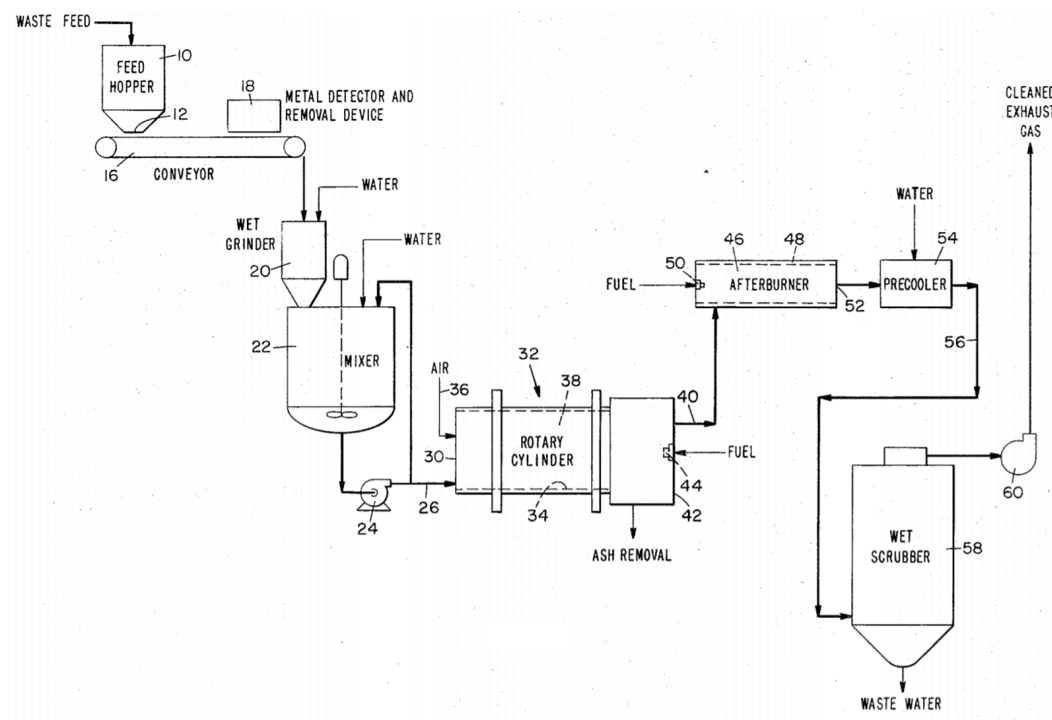 WASTE FEED
10
FEED
HOPPER
12
18
METAL DETECTOR AND
REMOVAL DEVICE
16
CONVEYOR
WATER
WET
GRINDER
20
WATER
22
MIXER
24
26
AIR
36
30
32
38
ROTARY
CYLINDER
34
40
FUEL
44
42
ASH REMOVAL
FUEL
50
46
48
AFTERBURNER
52
WATER
54
PRECOOLER
56
CLEANED
EXHAUST
GAS
60
WET
SCRUBBER
58
WASTE WATER